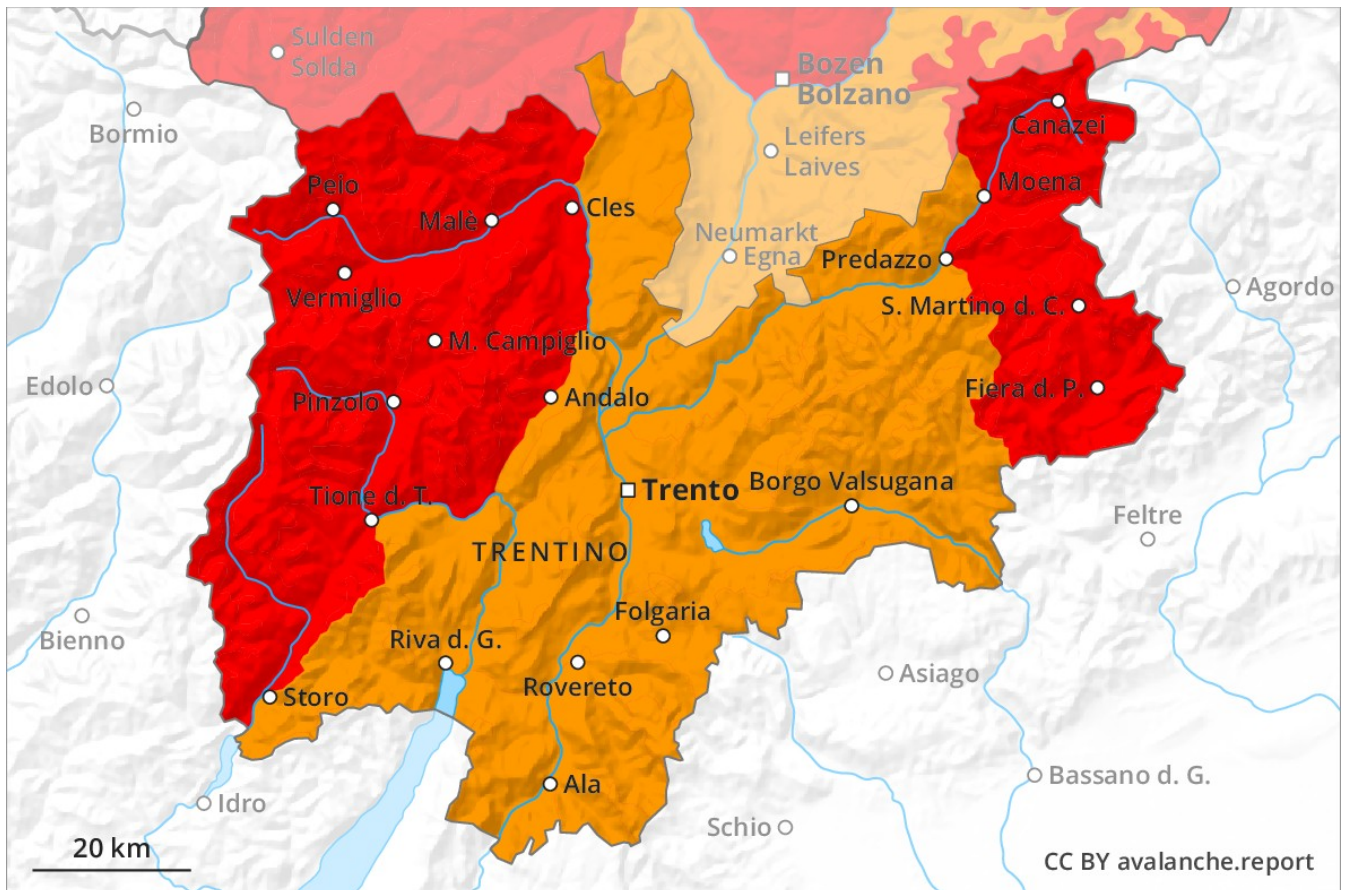 Sulden
Solda
Bozen
Bolzano
Bormio
Canazei
Leifers
Laives
Peio
Moena
Malè
Cles
Neumarkt
Egna
Predazzo
Vermiglio
Agordo
S. Martino d. C.
M. Campiglio
Edolo
Andalo
Fiera d. P.
Pinzolo
Trento
Borgo Valsugana
Tione d. T.
Feltre
TRENTINO
Folgaria
Bienno
Riva d. G.
Asiago
Rovereto
Storo
Bassano d. G.
Ala
Idro
Schio
20 km
CC BY avalanche.report